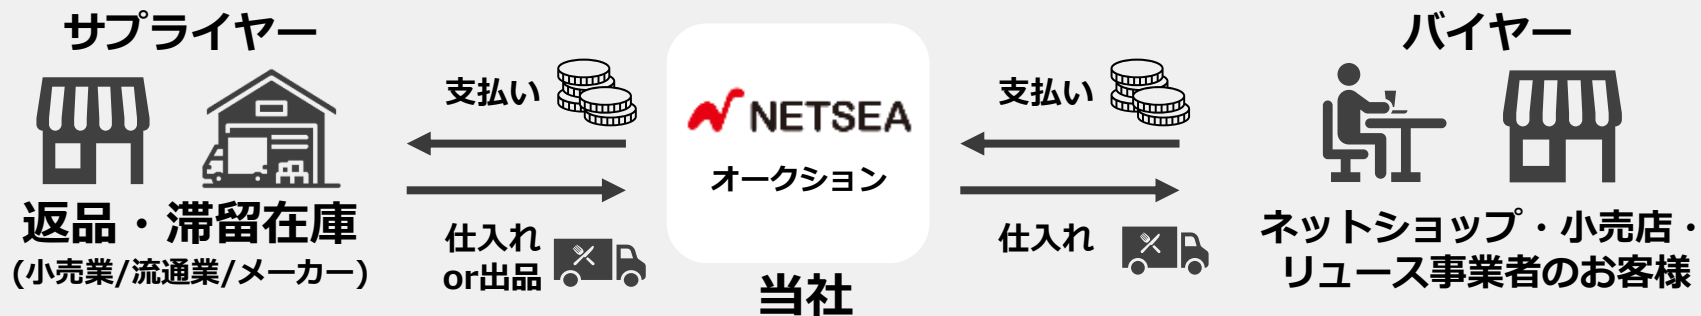 サプライヤー
返品・滞留在庫
(小売業/流通業/メーカー)
支払い
仕入れ
or出品
NETSEA
オークション
当社
支払い
仕入れ
バイヤー
ネットショップ・小売店・
リユース事業者のお客様